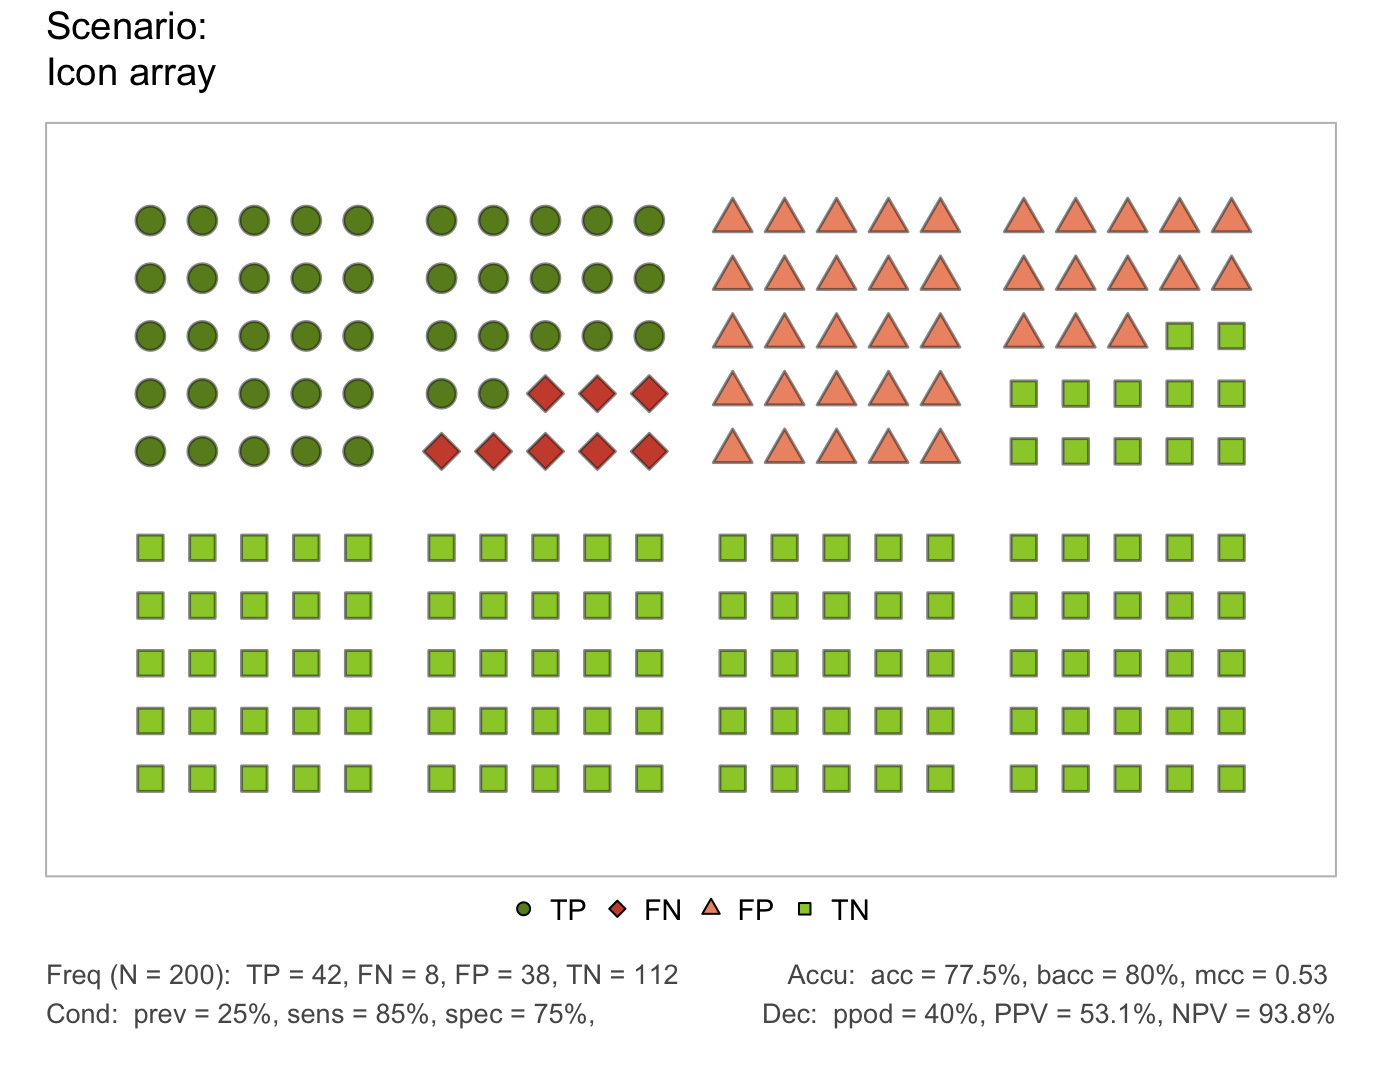 Scenario:
Icon array
TP FN FP TN
Freq (N = 200):  TP = 42, FN = 8, FP = 38, TN = 112
Accu:  acc = 77.5%, bacc = 80%, mcc = 0.53
Cond:  prev = 25%, sens = 85%, spec = 75%,
Dec:  ppod = 40%, PPV = 53.1%, NPV = 93.8%